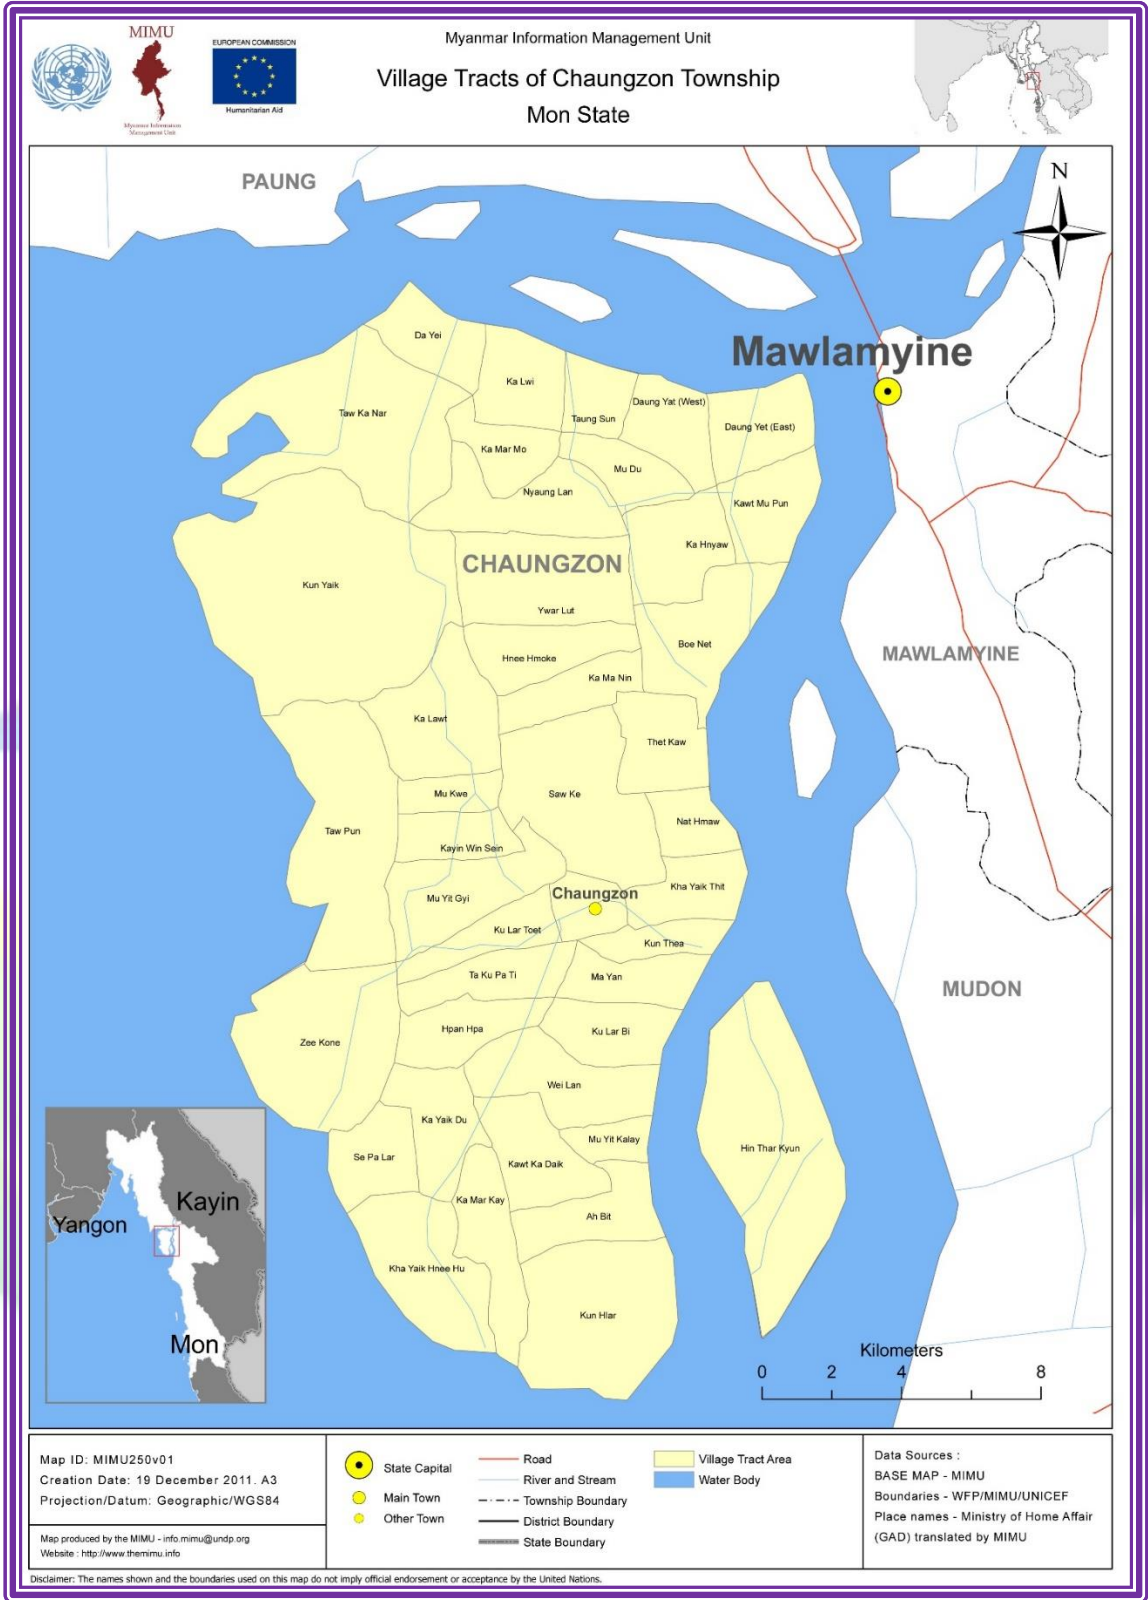 MIMU
Myanmar Information
Management Unit
EUROPEAN COMMISSION
Humanitarian Aid
Myanmar Information Management Unit
Village Tracts of Chaungzon Township
Mon State
PAUNG
N
Mawlamyine
Da Yei
Ka Lwi
Taw Ka Nar
Taung Sun
Daung Yat (West)
Daung Yet (East)
Ka Mar Mo
Mu Du
Nyaung Lan
Kawt Mu Pun
Ka Hnyaw
CHAUNGZON
Kun Yaik
Ywar Lut
Boe Net
MAWLAMYINE
Hnee Hmoke
Ka Ma Nin
Ka Lawt
Thet Kaw
Mu Kwe
Saw Ke
Taw Pun
Nat Hmaw
Kayin Win Sein
Kha Yaik Thit
Chaungzon
Mu Yit Gyi
Ku Lar Toet
Kun Thea
Ta Ku Pa Ti
Ma Yan
MUDON
Hpan Hpa
Ku Lar Bi
Zee Kone
Wei Lan
Ka Yaik Du
Mu Yit Kalay
Hin Thar Kyun
Se Pa Lar
Kawt Ka Daik
Ka Mar Kay
Ah Bit
Kha Yaik Hnee Hu
Kun Hlar
Kayin
Yangon
Mon
Kilometers
0 2 4 8
Map ID: MIMU250v01
Creation Date: 19 December 2011. A3
Projection/Datum: Geographic/WGS84
Map produced by the MIMU - info.mimu@undp.org
Website : http://www.themimu.info
State Capital
Main Town
Other Town
Road
River and Stream
Township Boundary
District Boundary
State Boundary
Village Tract Area
Water Body
Data Sources :
BASE MAP - MIMU
Boundaries - WFP/MIMU/UNICEF
Place names - Ministry of Home Affair
(GAD) translated by MIMU
Disclaimer: The names shown and the boundaries used on this map do not imply official endorsement or acceptance by the United Nations.